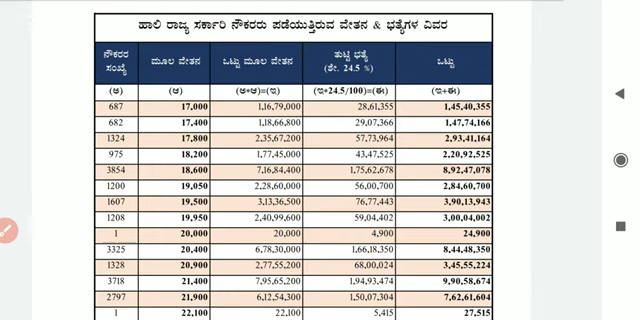 ಹಾಲಿ ರಾಜ್ಯ ಸರ್ಕಾರಿ ನೌಕರರು ಪಡೆಯುತ್ತಿರುವ ವೇತನ & ಭತ್ಯೆಗಳ ವಿವರ
ನೌಕರರ ಸಂಖ್ಯೆ ಮೂಲ ವೇತನ ಒಟ್ಟು ಮೂಲ ವೇತನ ತುಟ್ಟಿ ಭತ್ಯೆ (ಶೇ. 24.5 %) ಒಟ್ಟು
(ಅ) (ಆ) (ಅ*ಆ)=(ಇ) (ಇ*24.5/100)=(ಈ) (ಇ+ಈ)
687 17,000 1,16,79,000 28,61,355 1,45,40,355
682 17,400 1,18,66,800 29,07,366 1,47,74,166
1324 17,800 2,35,67,200 57,73,964 2,93,41,164
975 18,200 1,77,45,000 43,47,525 2,20,92,525
3854 18,600 7,16,84,400 1,75,62,678 8,92,47,078
1200 19,050 2,28,60,000 56,00,700 2,84,60,700
1607 19,500 3,13,36,500 76,77,443 3,90,13,943
1208 19,950 2,40,99,600 59,04,402 3,00,04,002
1 20,000 20,000 4,900 24,900
3325 20,400 6,78,30,000 1,66,18,350 8,44,48,350
1328 20,900 2,77,55,200 68,00,024 3,45,55,224
3718 21,400 7,95,65,200 1,94,93,474 9,90,58,674
2797 21,900 6,12,54,300 1,50,07,304 7,62,61,604
1 22,100 22,100 5,415 27,515